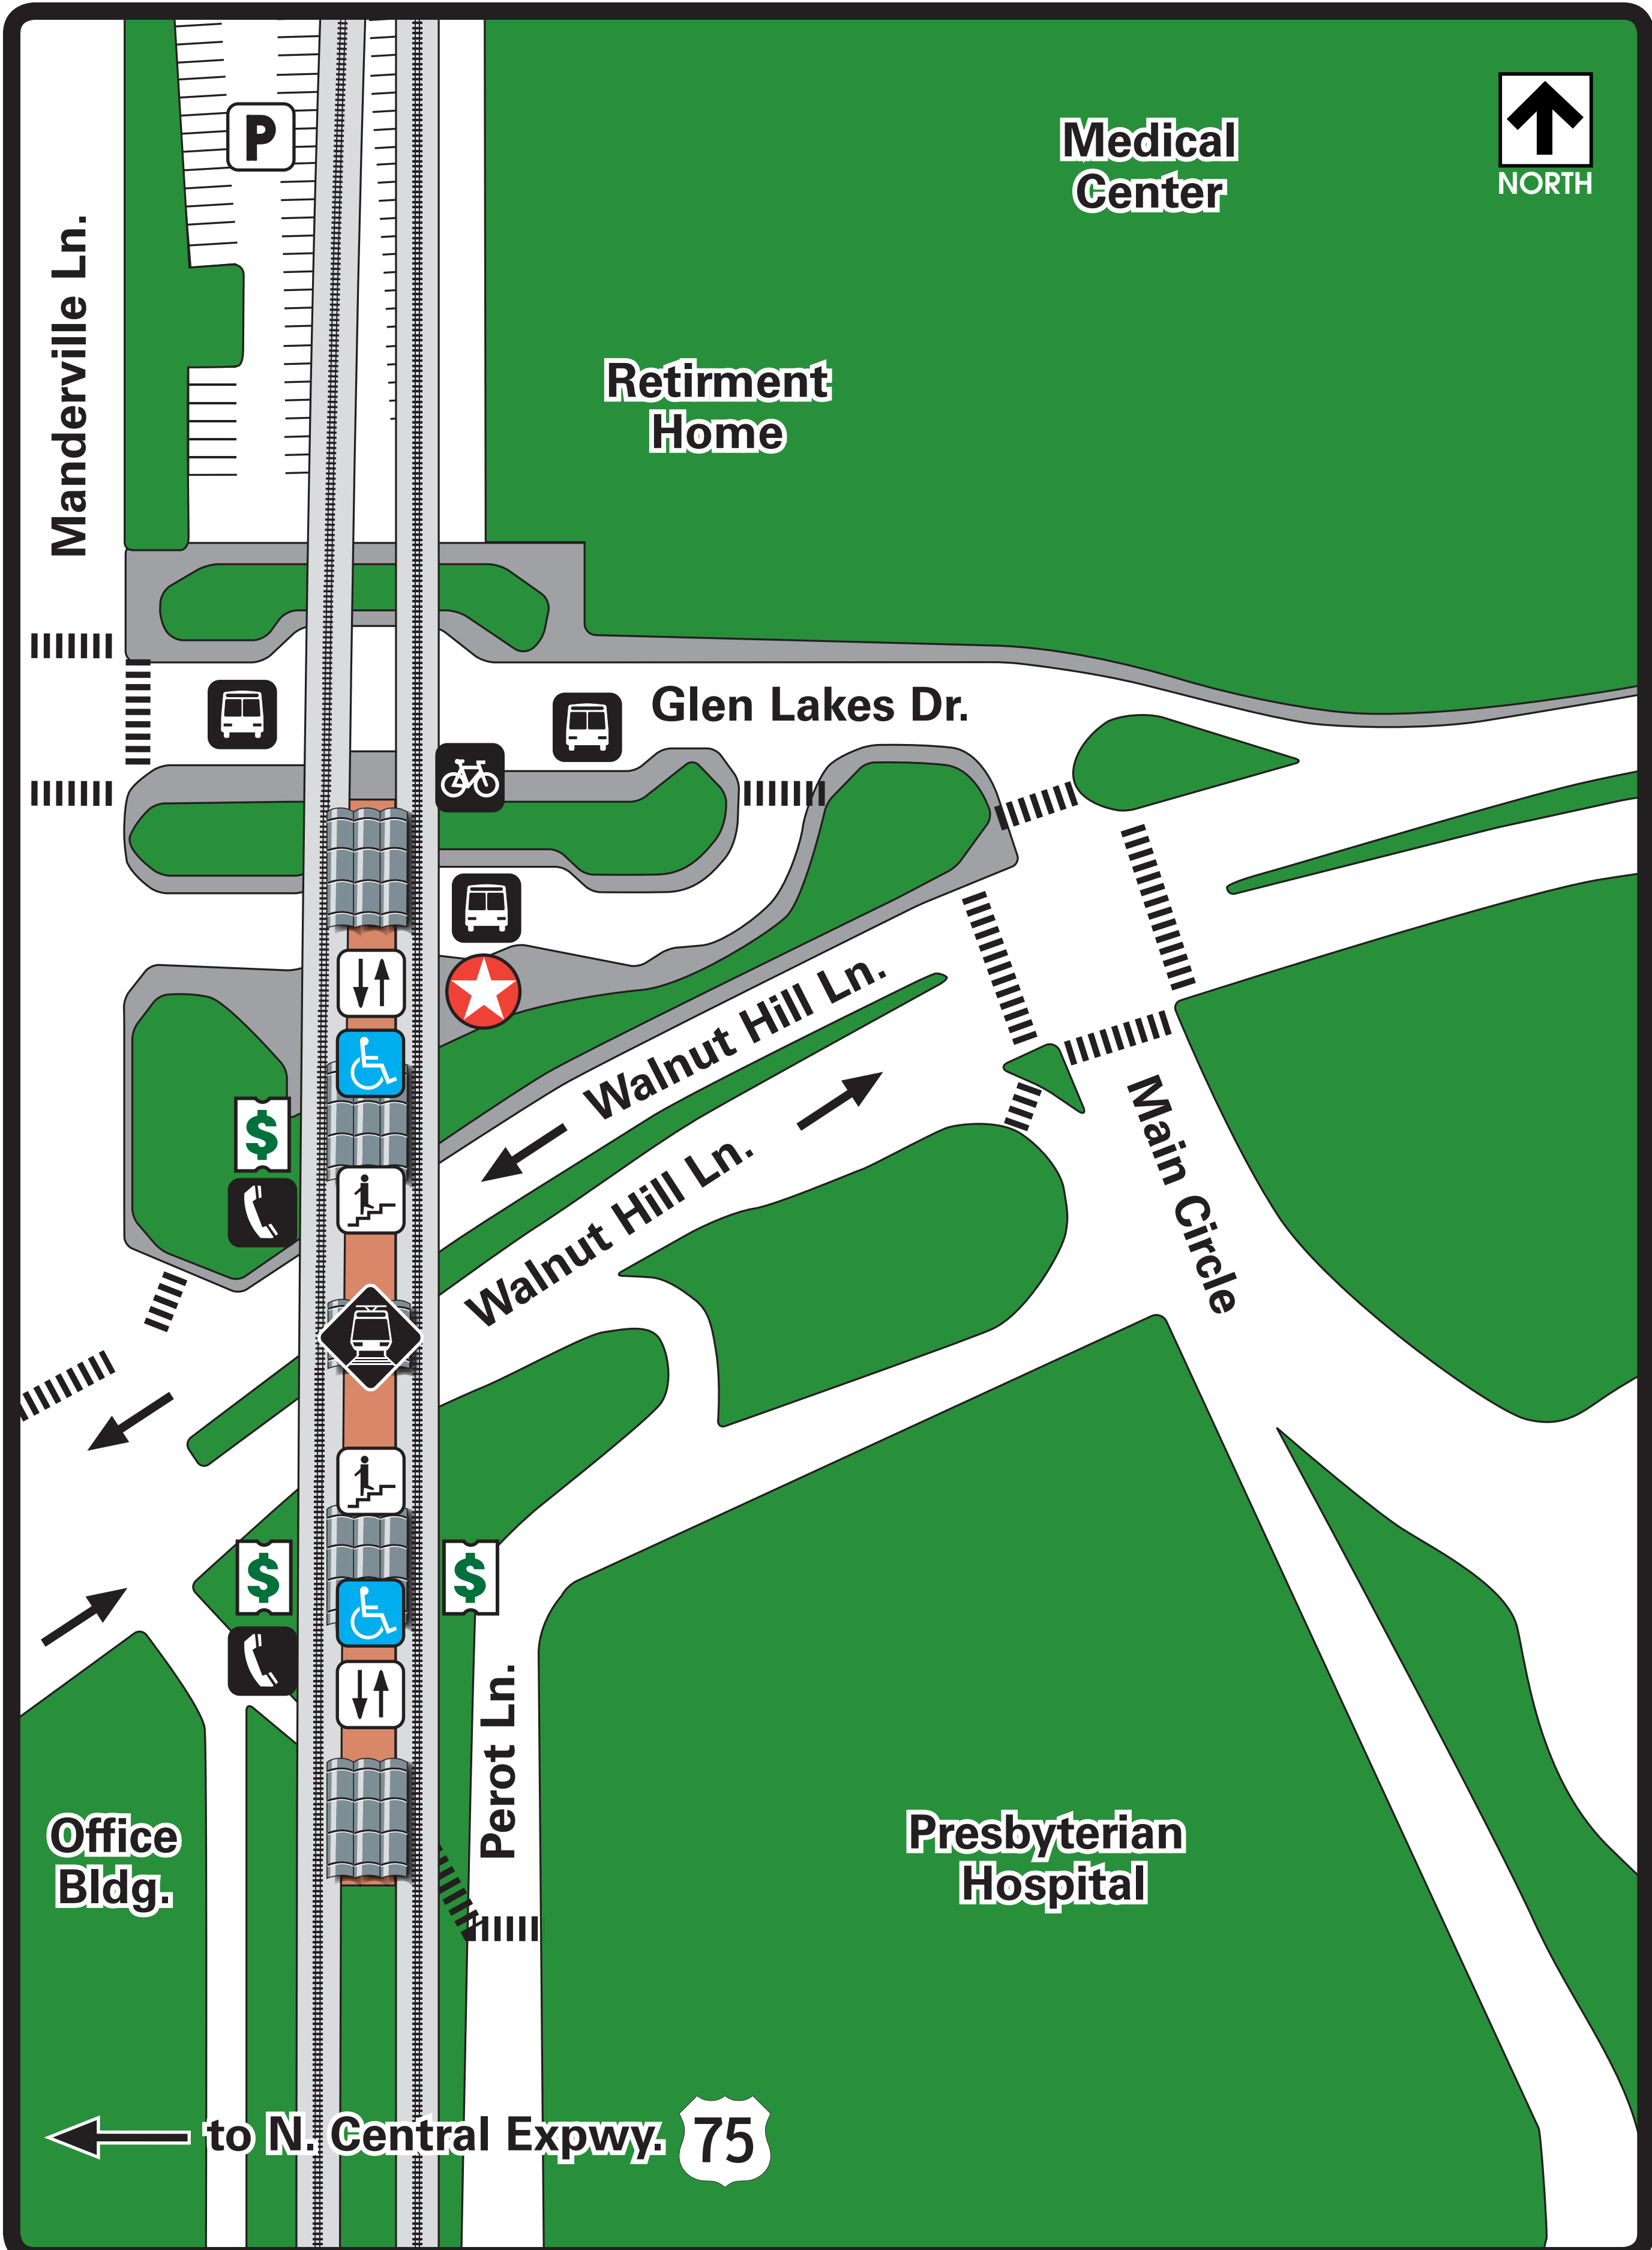 P
Medical
Center
NORTH
Manderville Ln.
Retirment
Home
Glen Lakes Dr.
Walnut Hill Ln.
$
Walnut Hill Ln.
Main Circle
$
$
Perot Ln.
Office
Bldg.
Presbyterian
Hospital
to N. Central Expwy.
75